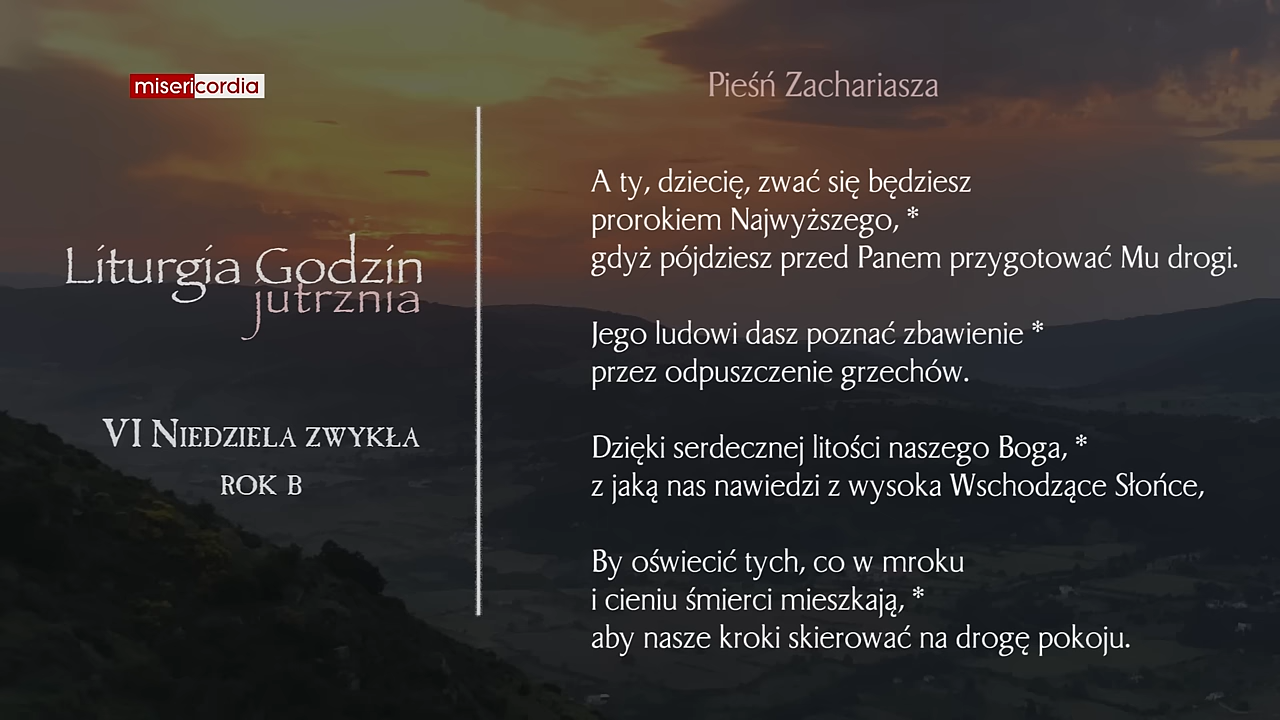 misericordia
Liturgia Godzin
jutrznia
VI Niedziela zwykła
rok B
Pieśń Zachariasza
A ty, dziecię, zwać się będziesz
prorokiem Najwyższego, *
gdyż pójdziesz przed Panem przygotować Mu drogi.
Jego ludowi dasz poznać zbawienie *
przez odpuszczenie grzechów.
Dzięki serdecznej litości naszego Boga, *
z jaką nas nawiedzi z wysoka Wschodzące Słońce,
By oświecić tych, co w mroku
i cieniu śmierci mieszkają, *
aby nasze kroki skierować na drogę pokoju.